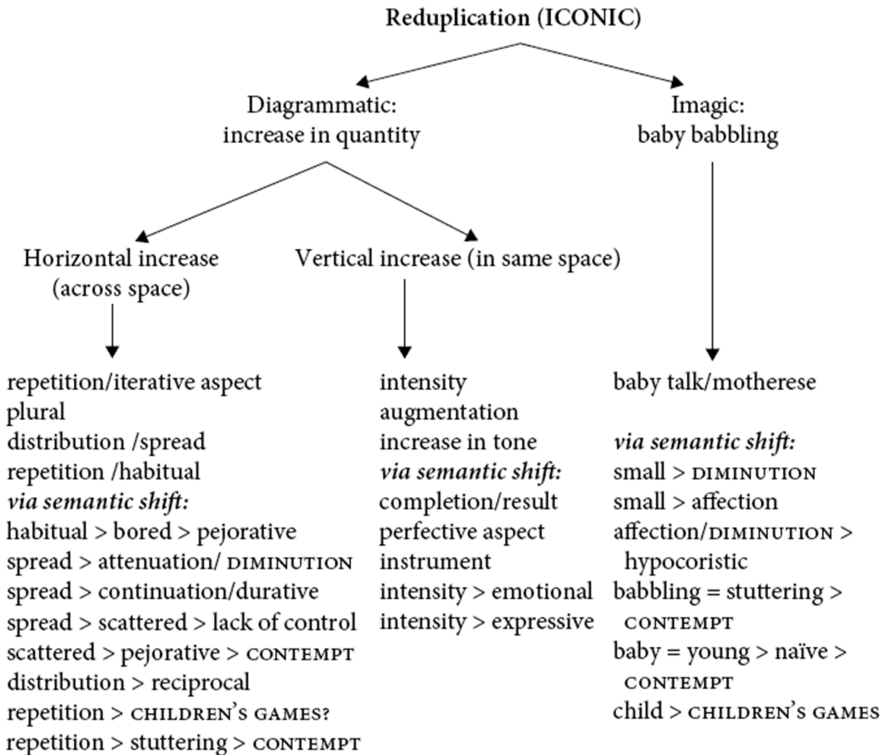 Reduplication (ICONIC)
Diagrammatic:
increase in quantity
Imagic:
baby babbling
Horizontal increase
(across space)
Vertical increase (in same space)
repetition/iterative aspect
plural
distribution /spread
repetition /habitual
via semantic shift:
habitual > bored > pejorative
spread > attenuation/ DIMINUTION
spread > continuation/durative
spread > scattered > lack of control
scattered > pejorative > CONTEMPT
distribution > reciprocal
repetition > CHILDREN'S GAMES?
repetition > stuttering > CONTEMPT
intensity
augmentation
increase in tone
via semantic shift:
completion/result
perfective aspect
instrument
intensity > emotional
intensity > expressive
baby talk/motherese
via semantic shift:
small > DIMINUTION
small > affection
affection/DIMINUTION >
hypocoristic
babbling = stuttering >
CONTEMPT
baby = young > naïve >
CONTEMPT
child > CHILDREN'S GAMES